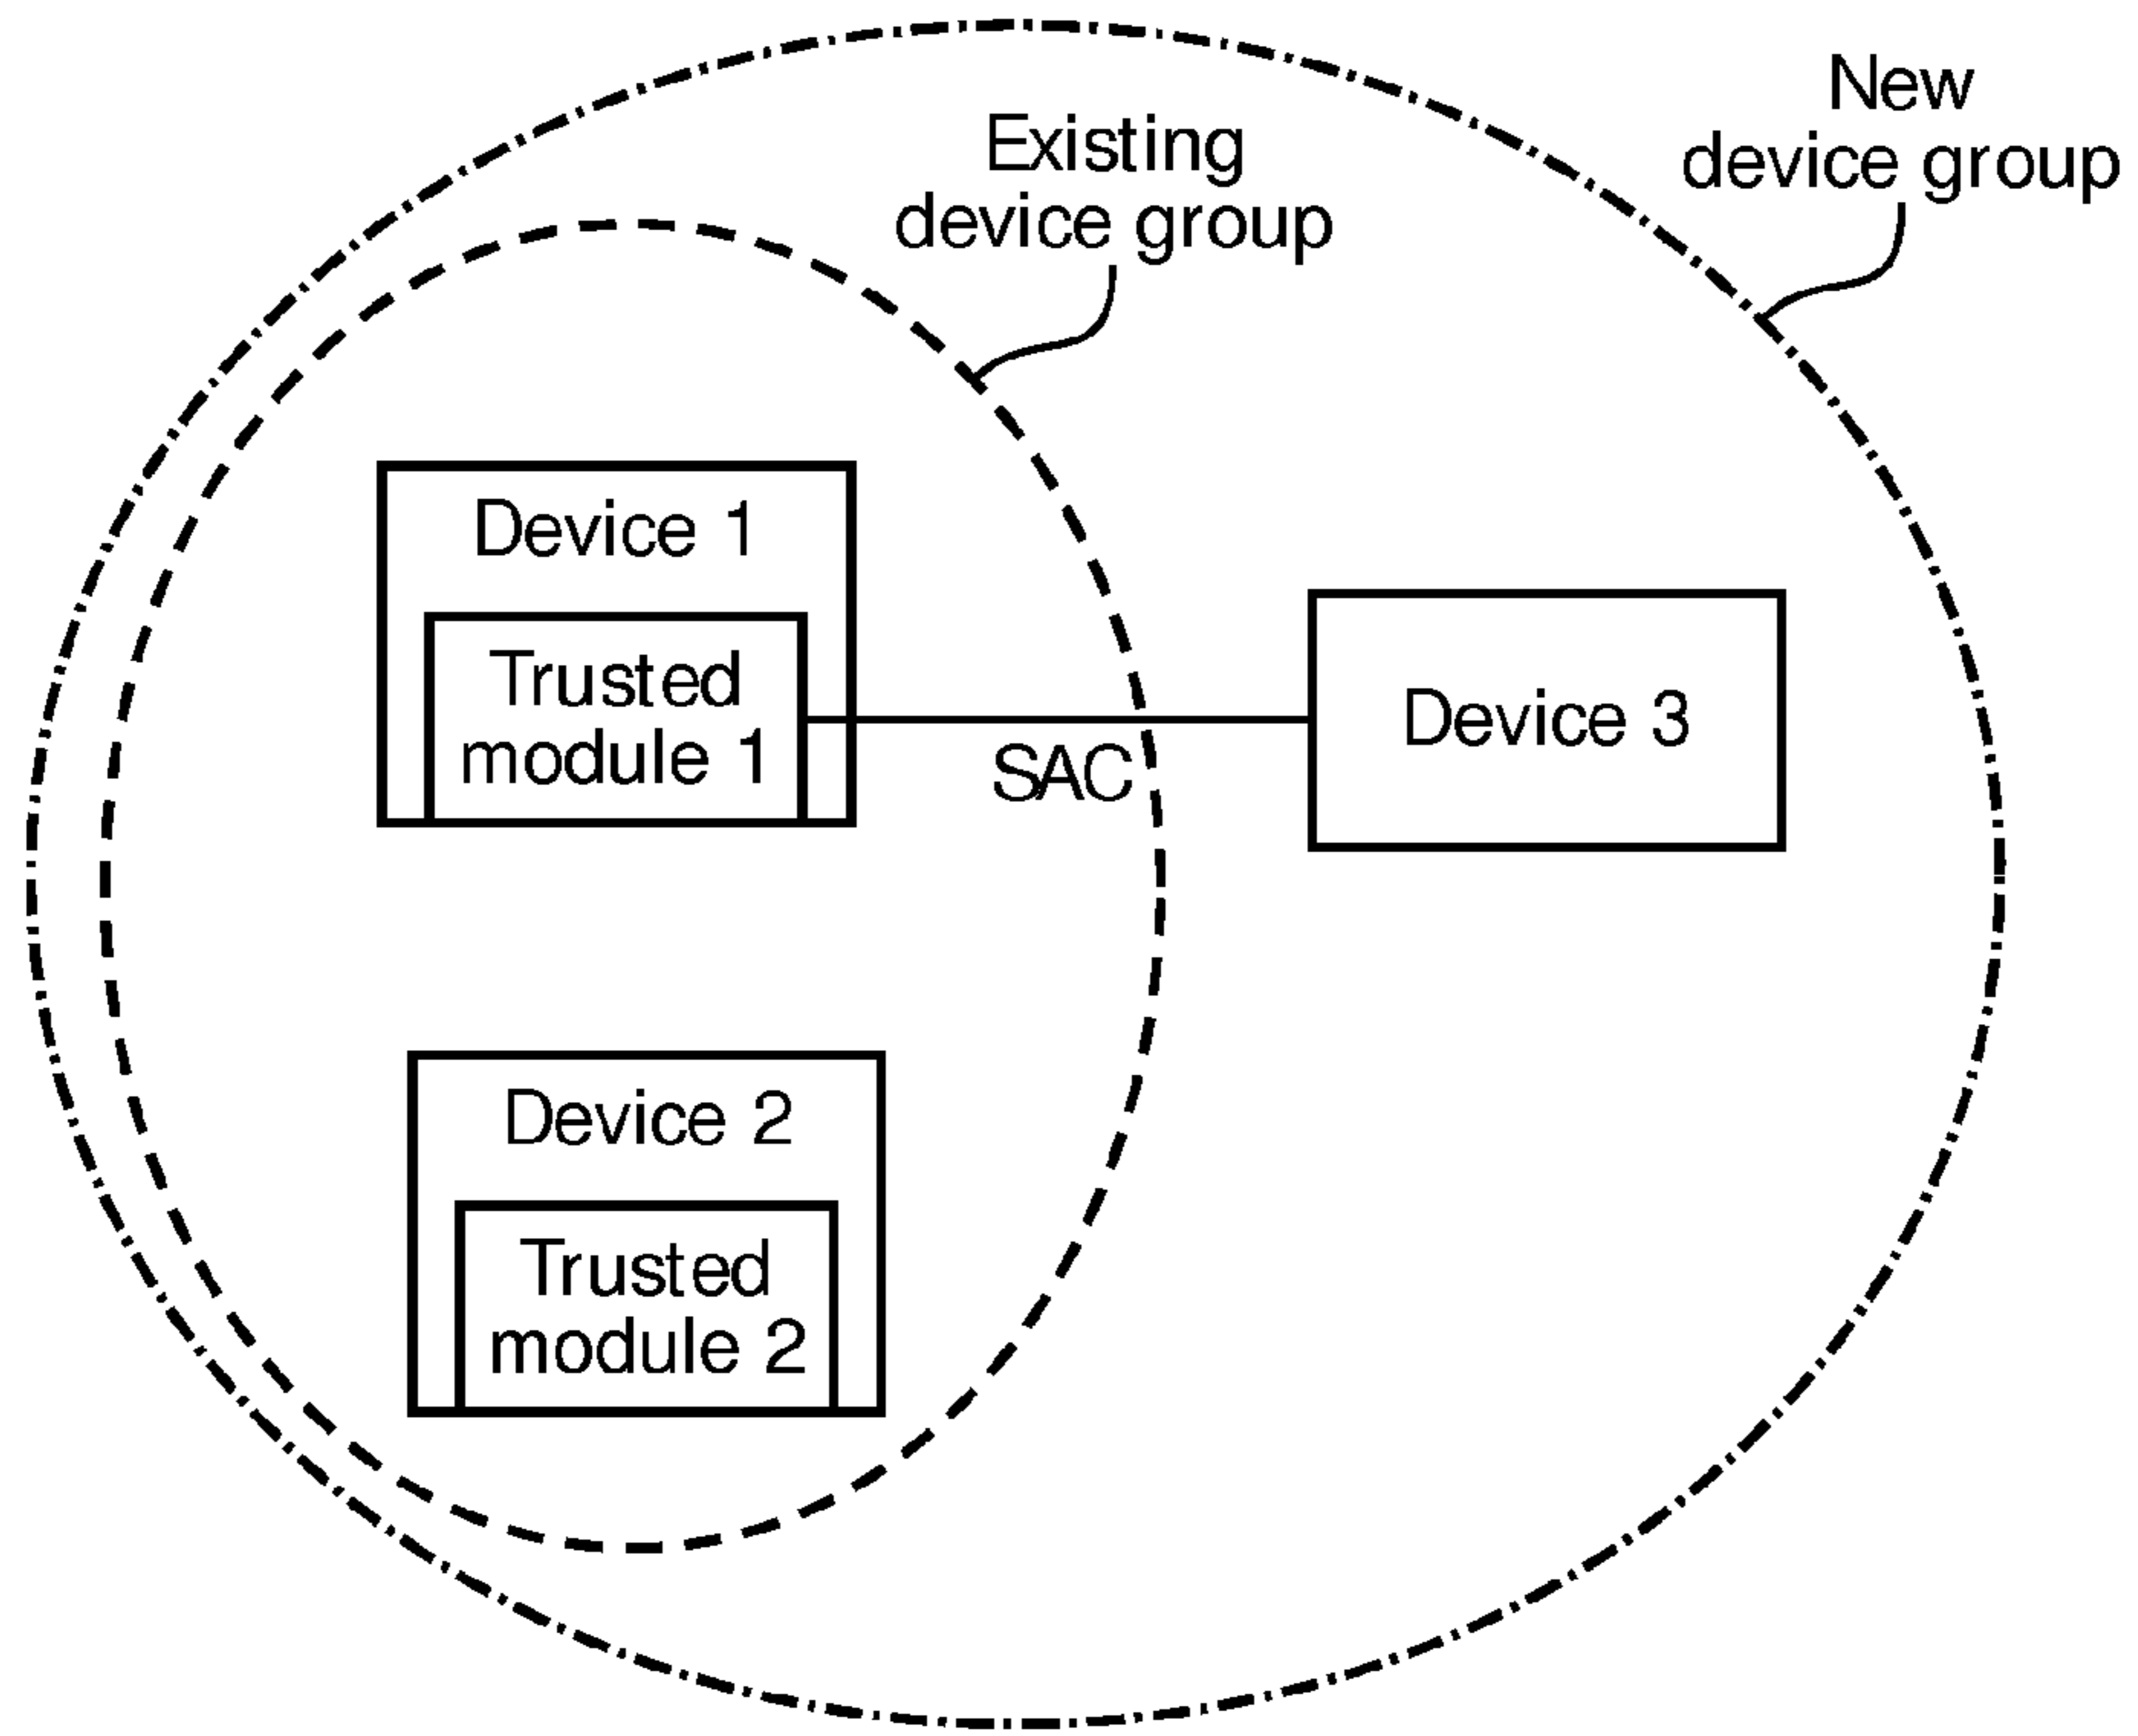 New
device group
Existing
device group
Device 1
Trusted
module 1
SAC
Device 3
Device 2
Trusted
module 2